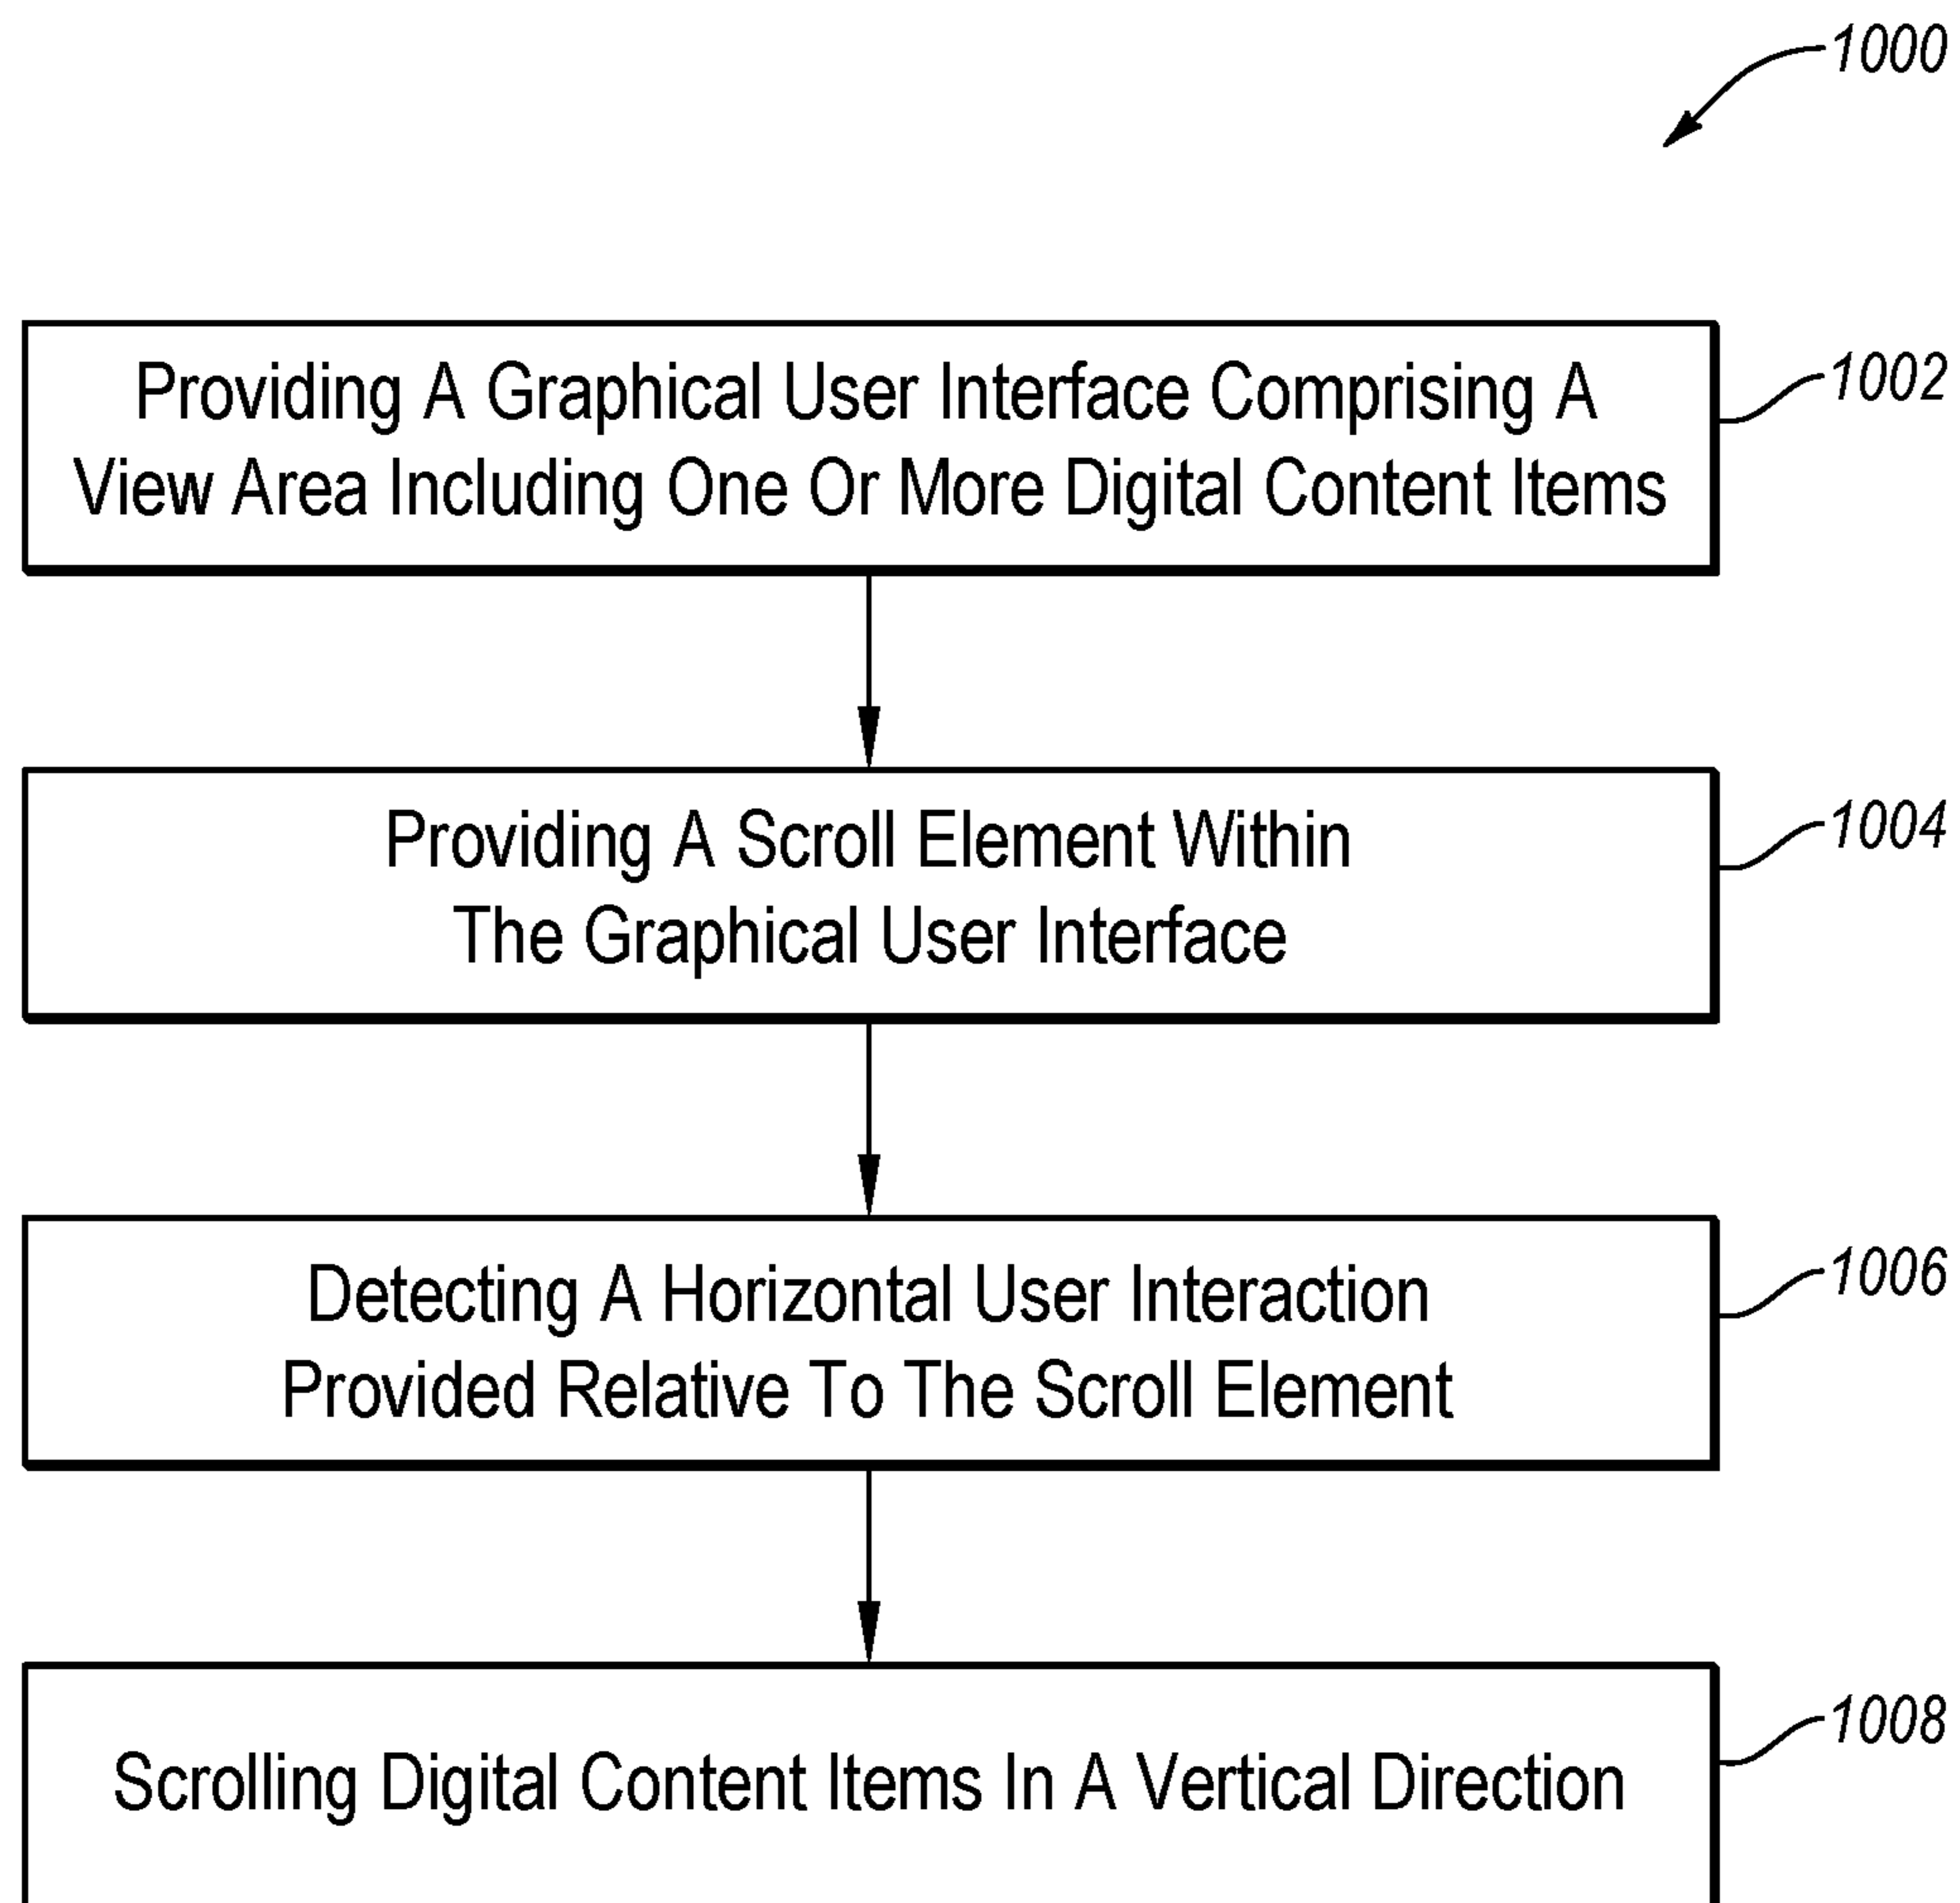 1000
Providing A Graphical User Interface Comprising A
View Area Including One Or More Digital Content Items
1002
Providing A Scroll Element Within
The Graphical User Interface
1004
Detecting A Horizontal User Interaction
Provided Relative To The Scroll Element
1006
Scrolling Digital Content Items In A Vertical Direction
1008